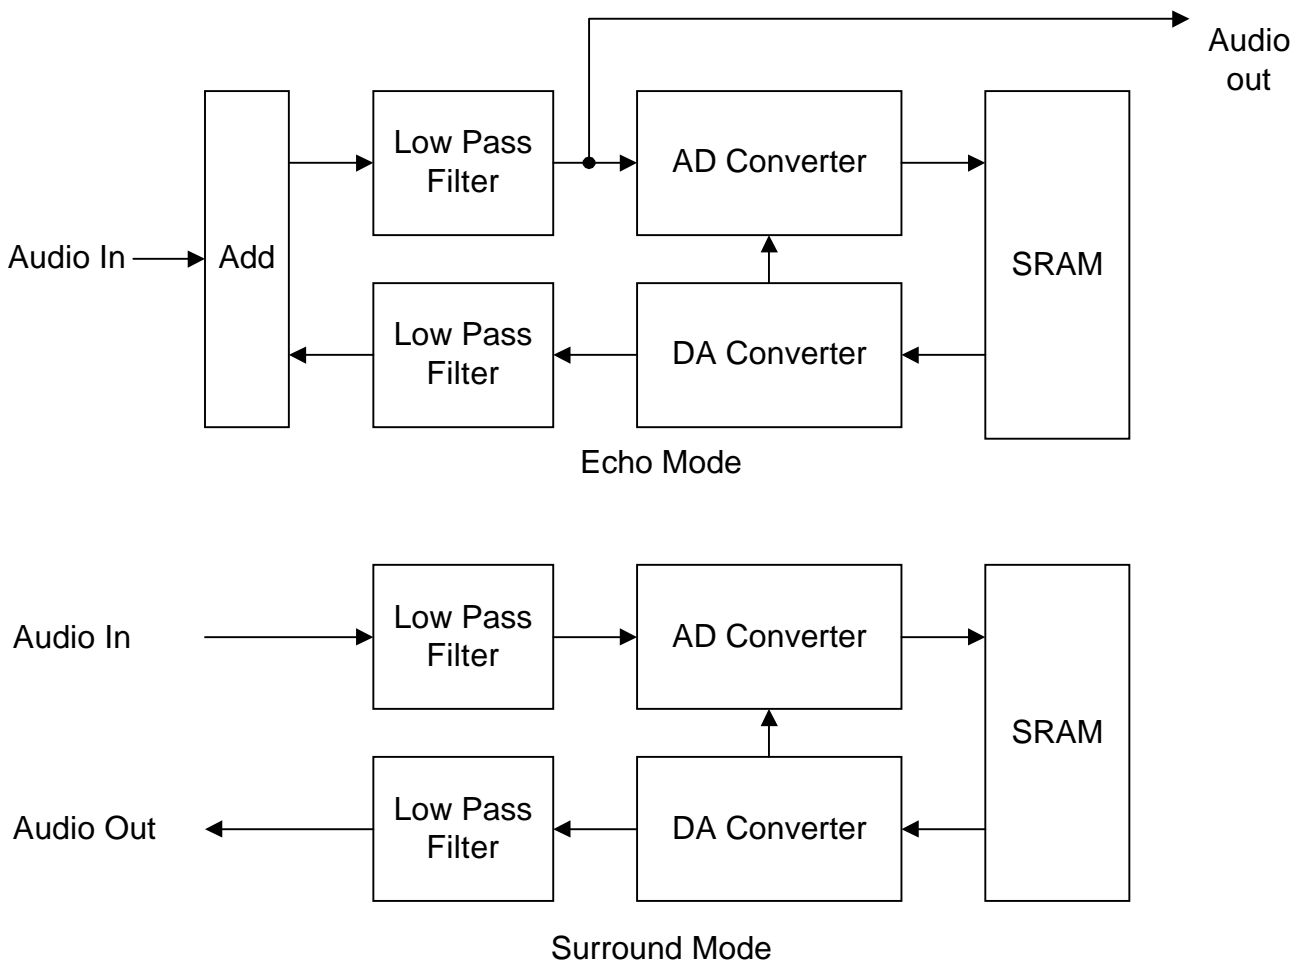 Audio
out
Low Pass
Filter
AD Converter
Audio In
Add
SRAM
Low Pass
Filter
DA Converter
Echo Mode
Audio In
Low Pass
Filter
AD Converter
SRAM
Audio Out
Low Pass
Filter
DA Converter
Surround Mode